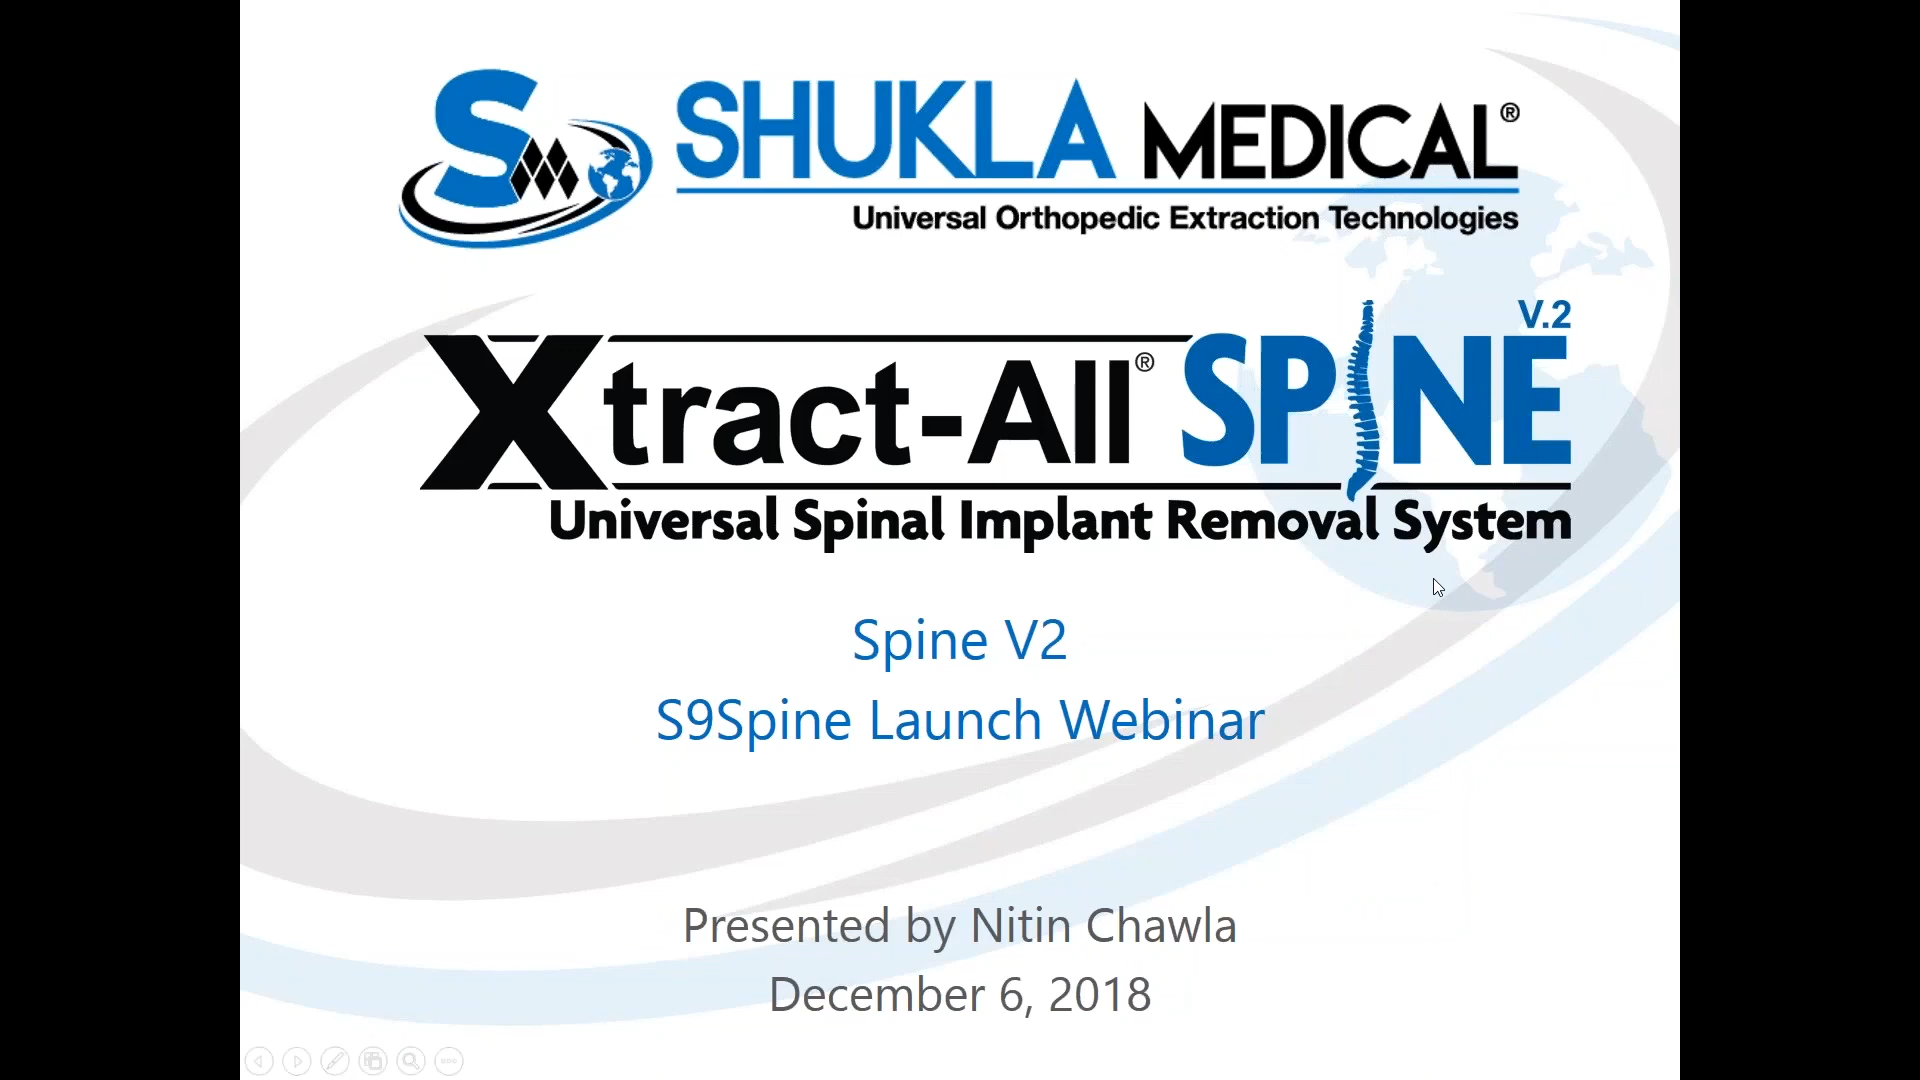 SHUKLA MEDICAL®
Universal Orthopedic Extraction Technologies
Xtract-All® SPINE V.2
Universal Spinal Implant Removal System
Spine V2
S9Spine Launch Webinar
Presented by Nitin Chawla
December 6, 2018